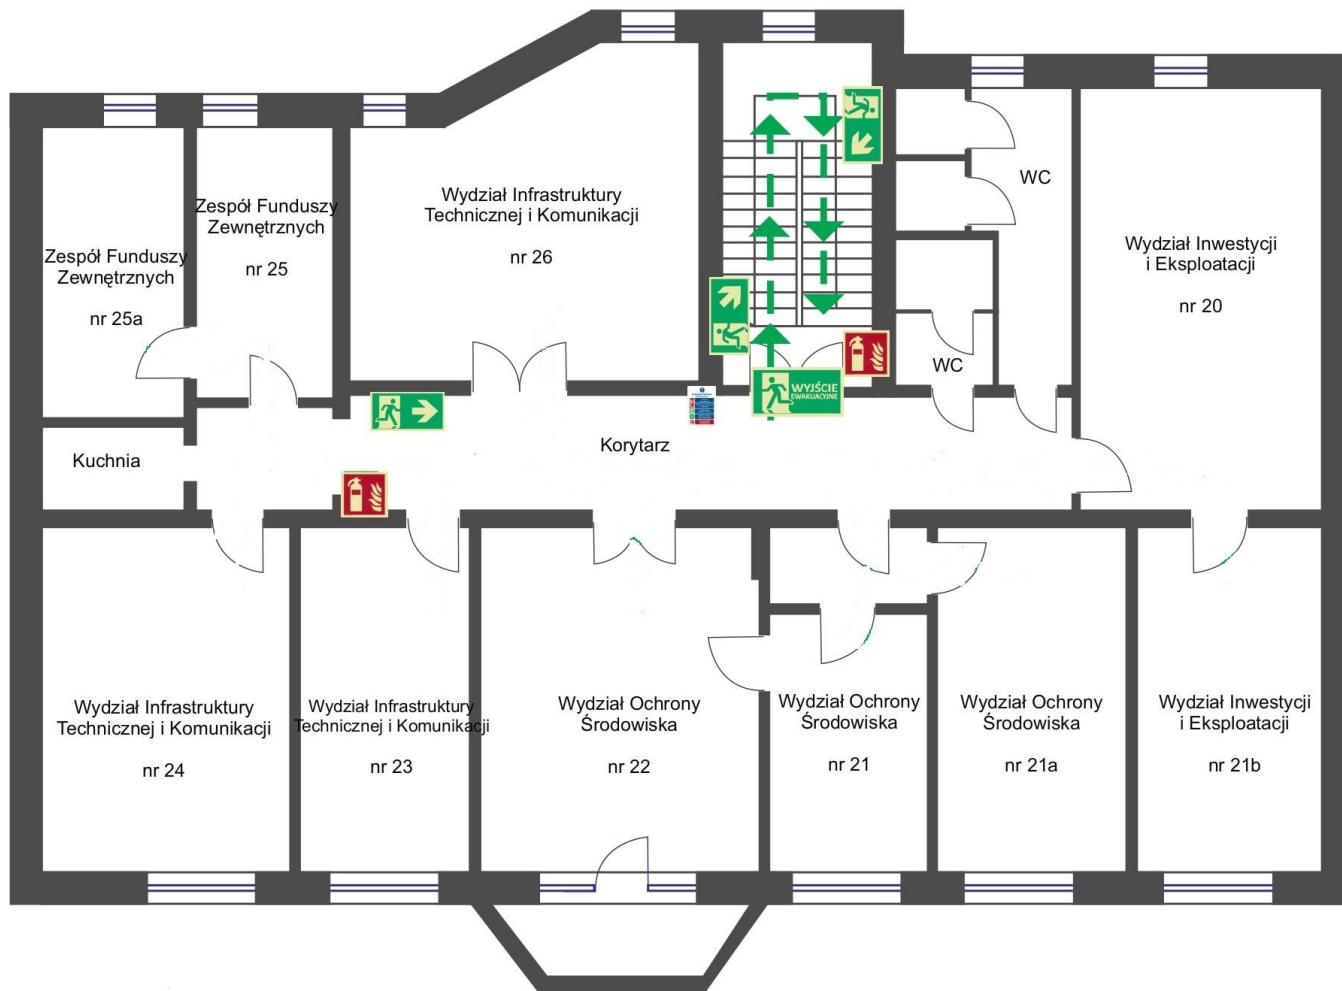 Zespół Funduszy
Zewnętrznych
nr 25a
Zespół Funduszy
Zewnętrznych
nr 25
Wydział Infrastruktury
Technicznej i Komunikacji
nr 26
WC
WC
Wydział Inwestycji
i Eksploatacji
nr 20
WYJŚCIE
EWAKUACYJNE
Kuchnia
Korytarz
Wydział Infrastruktury
Technicznej i Komunikacji
nr 24
Wydział Infrastruktury
Technicznej i Komunikacji
nr 23
Wydział Ochrony
Środowiska
nr 22
Wydział Ochrony
Środowiska
nr 21
Wydział Ochrony
Środowiska
nr 21a
Wydział Inwestycji
i Eksploatacji
nr 21b